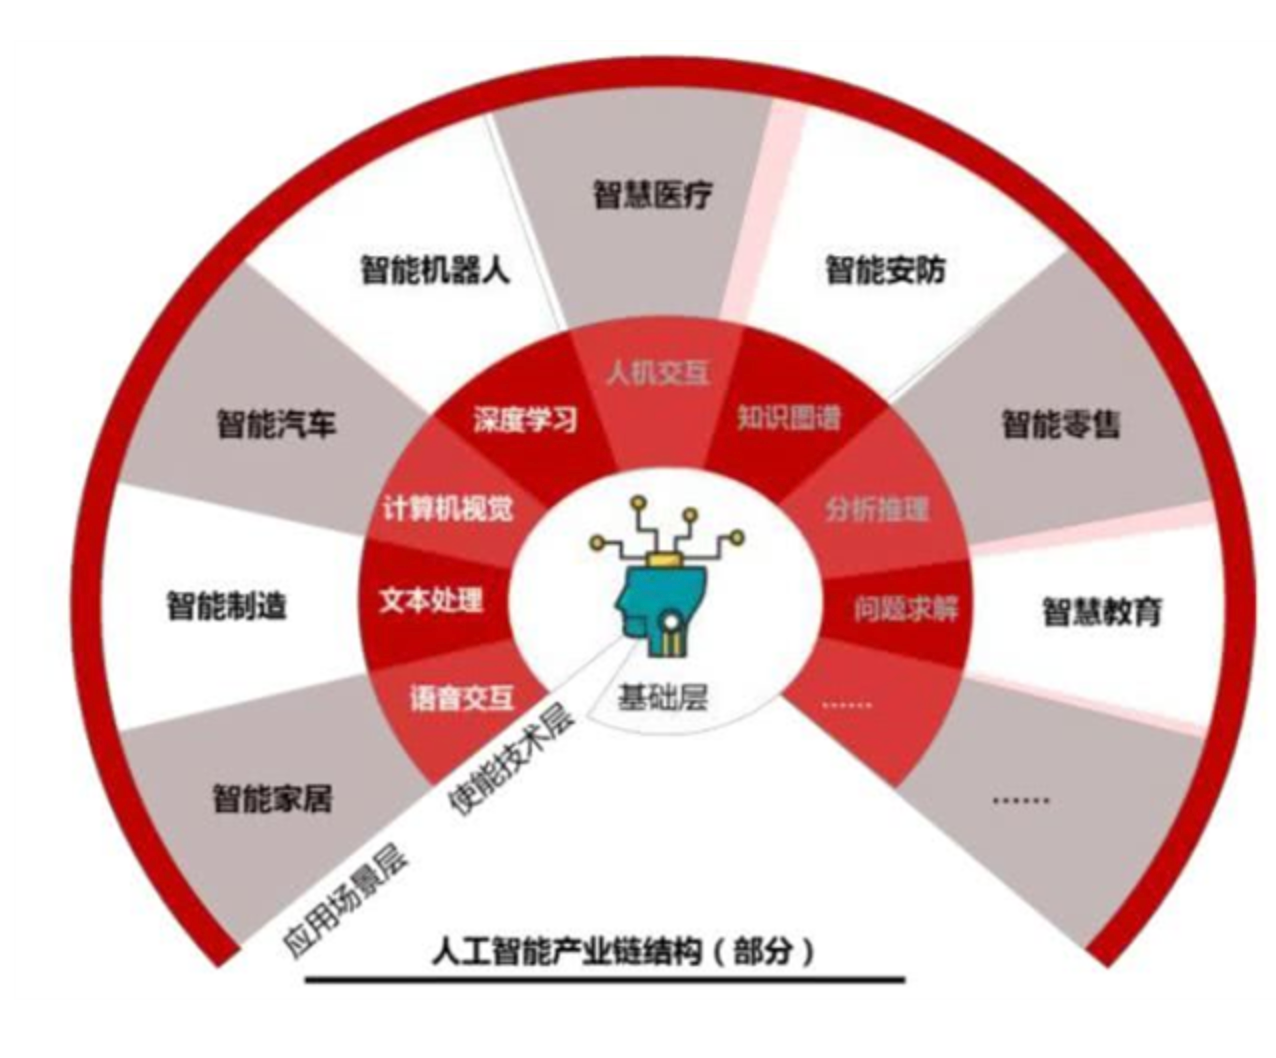 智慧医疗
智能机器人
智能安防
智能汽车
智能零售
智能制造
智慧教育
智能家居
……
人机交互
深度学习
知识图谱
计算机视觉
分析推理
文本处理
问题求解
语音交互
……
基础层
使能技术层
应用场景层
人工智能产业链结构（部分）